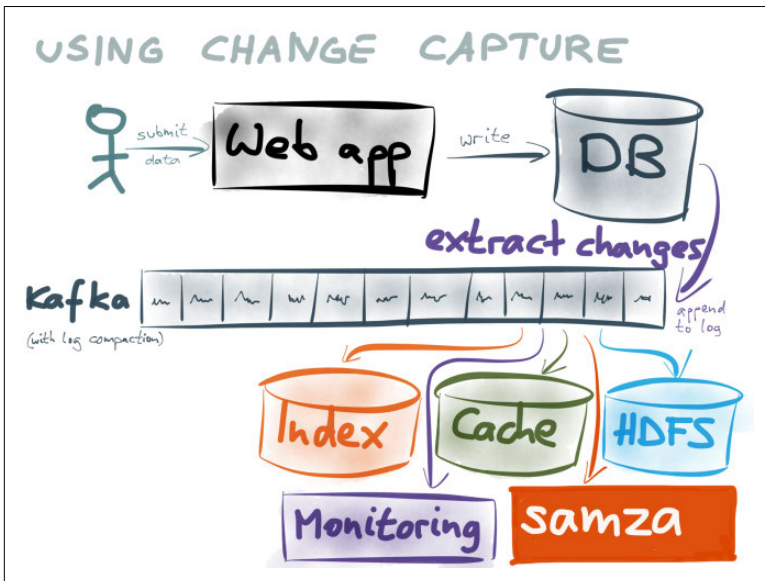 USING CHANGE CAPTURE
submit
data
Web app
write
DB
extract changes
Kafka
(with log compaction)
append
to log
Index
Cache
HDFS
Monitoring
samza